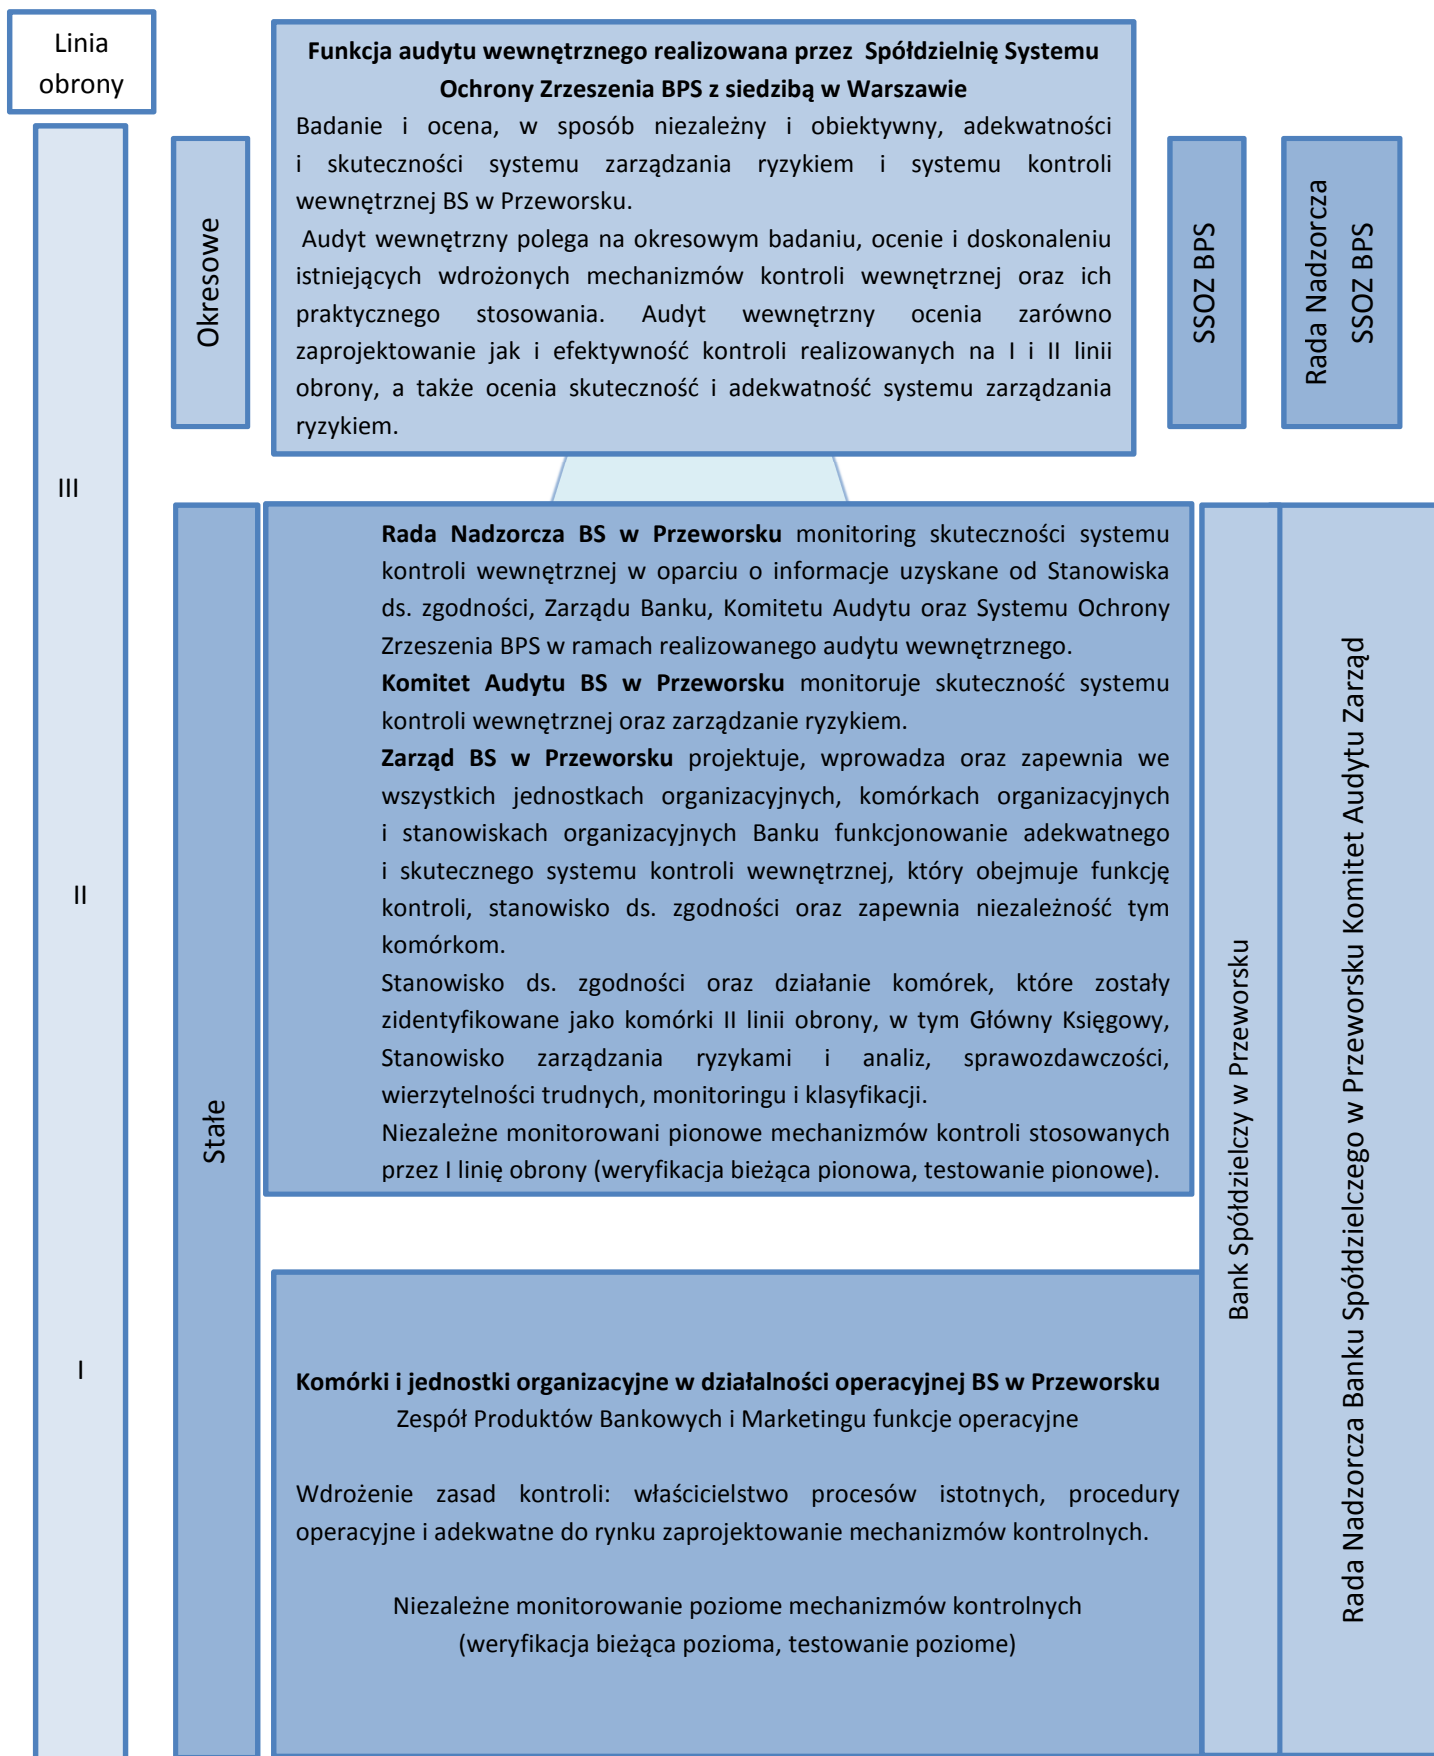 Linia
obrony
Funkcja audytu wewnętrznego realizowana przez Spółdzielnię Systemu
Ochrony Zrzeszenia BPS z siedzibą w Warszawie
Badanie i ocena, w sposób niezależny i obiektywny, adekwatności
i skuteczności systemu zarządzania ryzykiem i systemu kontroli
wewnętrznej BS w Przeworsku.
Audyt wewnętrzny polega na okresowym badaniu, ocenie i doskonaleniu
istniejących wdrożonych mechanizmów kontroli wewnętrznej oraz ich
praktycznego stosowania. Audyt wewnętrzny ocenia zarówno
zaprojektowanie jak i efektywność kontroli realizowanych na I i II linii
obrony, a także ocenia skuteczność i adekwatność systemu zarządzania
ryzykiem.
Okresowe
SSOZ BPS
Rada Nadzorcza
SSOZ BPS
III
Rada Nadzorcza BS w Przeworsku monitoring skuteczności systemu
kontroli wewnętrznej w oparciu o informacje uzyskane od Stanowiska
ds. zgodności, Zarządu Banku, Komitetu Audytu oraz Systemu Ochrony
Zrzeszenia BPS w ramach realizowanego audytu wewnętrznego.
Komitet Audytu BS w Przeworsku monitoruje skuteczność systemu
kontroli wewnętrznej oraz zarządzanie ryzykiem.
Zarząd BS w Przeworsku projektuje, wprowadza oraz zapewnia we
wszystkich jednostkach organizacyjnych, komórkach organizacyjnych
i stanowiskach organizacyjnych Banku funkcjonowanie adekwatnego
i skutecznego systemu kontroli wewnętrznej, który obejmuje funkcję
kontroli, stanowisko ds. zgodności oraz zapewnia niezależność tym
komórkom.
Stanowisko ds. zgodności oraz działanie komórek, które zostały
zidentyfikowane jako komórki II linii obrony, w tym Główny Księgowy,
Stanowisko zarządzania ryzykami i analiz, sprawozdawczości,
wierzytelności trudnych, monitoringu i klasyfikacji.
Niezależne monitorowani pionowe mechanizmów kontroli stosowanych
przez I linię obrony (weryfikacja bieżąca pionowa, testowanie pionowe).
II
Stałe
Bank Spółdzielczy w Przeworsku
Rada Nadzorcza Banku Spółdzielczego w Przeworsku Komitet Audytu Zarząd
I
Komórki i jednostki organizacyjne w działalności operacyjnej BS w Przeworsku
Zespół Produktów Bankowych i Marketingu funkcje operacyjne
Wdrożenie zasad kontroli: właścicielstwo procesów istotnych, procedury
operacyjne i adekwatne do rynku zaprojektowanie mechanizmów kontrolnych.
Niezależne monitorowanie poziome mechanizmów kontrolnych
(weryfikacja bieżąca pozioma, testowanie poziome)